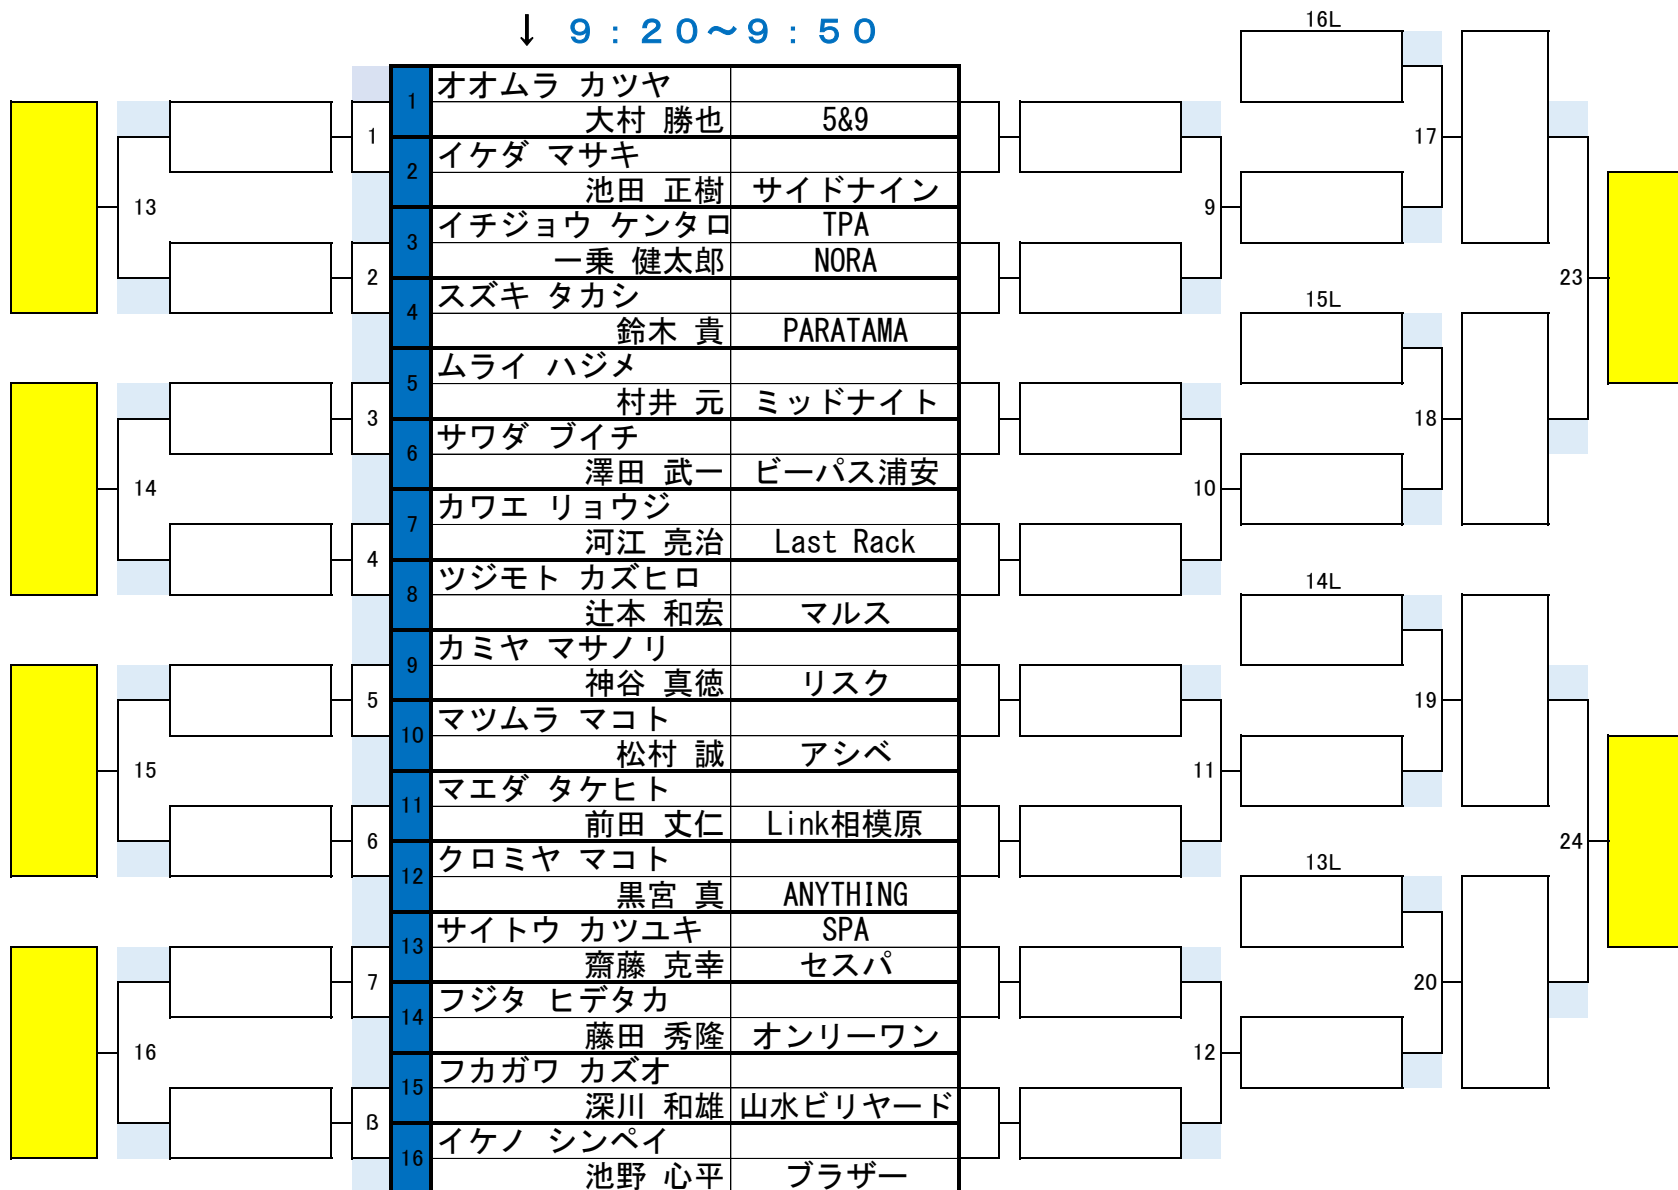 ↓ 9：20～9：50
16L
1 オオムラ カツヤ
大村 勝也 5&9
1
17
2 イケダ マサキ
池田 正樹 サイドナイン
13
9
3 イチジョウ ケンタロ TPA
一乗 健太郎 NORA
2
23
4 スズキ タカシ
鈴木 貴 PARATAMA
15L
5 ムライ ハジメ
村井 元 ミッドナイト
3
18
6 サワダ ブイチ
澤田 武一 ビーパス浦安
14
10
7 カワエ リョウジ
河江 亮治 Last Rack
4
8 ツジモト カズヒロ
辻本 和宏 マルス
14L
9 カミヤ マサノリ
神谷 真徳 リスク
5
19
10 マツムラ マコト
松村 誠 アシベ
15
11
11 マエダ タケヒト
前田 丈仁 Link相模原
6
24
12 クロミヤ マコト
黒宮 真 ANYTHING
13L
13 サイトウ カツユキ SPA
齋藤 克幸 セスパ
7
20
14 フジタ ヒデタカ
藤田 秀隆 オンリーワン
16
12
15 フカガワ カズオ
深川 和雄 山水ビリヤード
ß
16 イケノ シンペイ
池野 心平 ブラザー